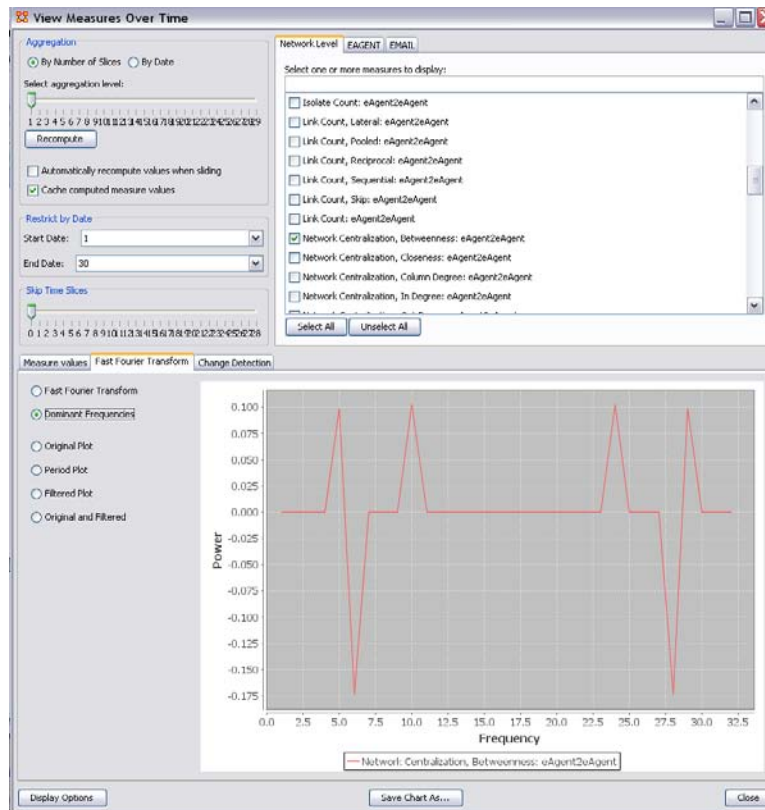 View Measures Over Time
Aggregation
By Number of Slices By Date
Select aggregation level:
Recompute
Automatically recompute values when sliding
Cache computed measure values
Restrict by Date
Start Date: 1
End Date: 30
Skip Time Slices
Network Level EAGENT EMAIL
Select one or more measures to display:
Isolate Count: eAgent2eAgent
Link Count, Lateral: eAgent2eAgent
Link Count, Pooled: eAgent2eAgent
Link Count, Reciprocal: eAgent2eAgent
Link Count, Sequential: eAgent2eAgent
Link Count, Skip: eAgent2eAgent
Link Count: eAgent2eAgent
Network Centralization, Betweenness: eAgent2eAgent
Network Centralization, Closeness: eAgent2eAgent
Network Centralization, Column Degree: eAgent2eAgent
Network Centralization, In Degree: eAgent2eAgent
Select All Unselect All
Measure values Fast Fourier Transform Change Detection
Fast Fourier Transform
Dominant Frequencies
Original Plot
Period Plot
Filtered Plot
Original and Filtered
Power
0.100
0.075
0.050
0.025
0.000
-0.025
-0.050
-0.075
-0.100
-0.125
-0.150
-0.175
0.0 2.5 5.0 7.5 10.0 12.5 15.0 17.5 20.0 22.5 25.0 27.5 30.0 32.5
Frequency
Network Centralization, Betweenness: eAgent2eAgent
Display Options Save Chart As... Close